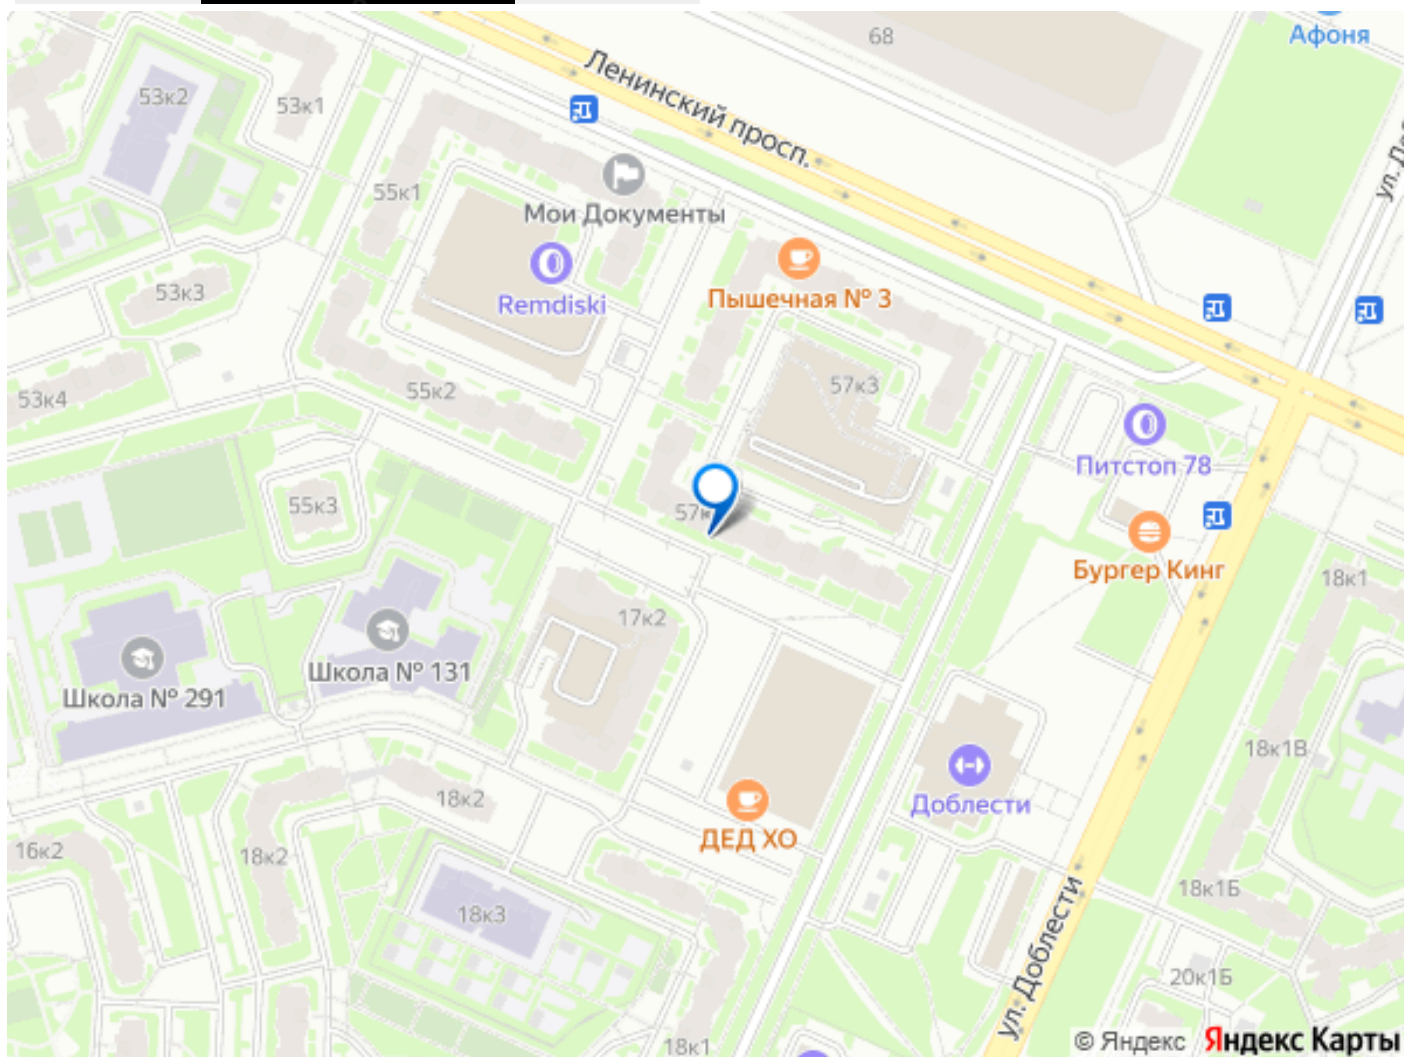 68
Афоня
Ленинский просп.
53к2
53к1
55к1
Мои Документы
53к3
Remdiski
Пышечная № 3
53к4
55к2
57к3
Питстоп 78
55к3
57к
Бургер Кинг
18к1
17к2
Школа № 131
Школа № 291
18к1В
18к2
Доблести
ДЕД ХО
16к2
18к2
18к3
18к1Б
ул. Доблести
20к1Б
18к1
© Яндекс Яндекс Карты